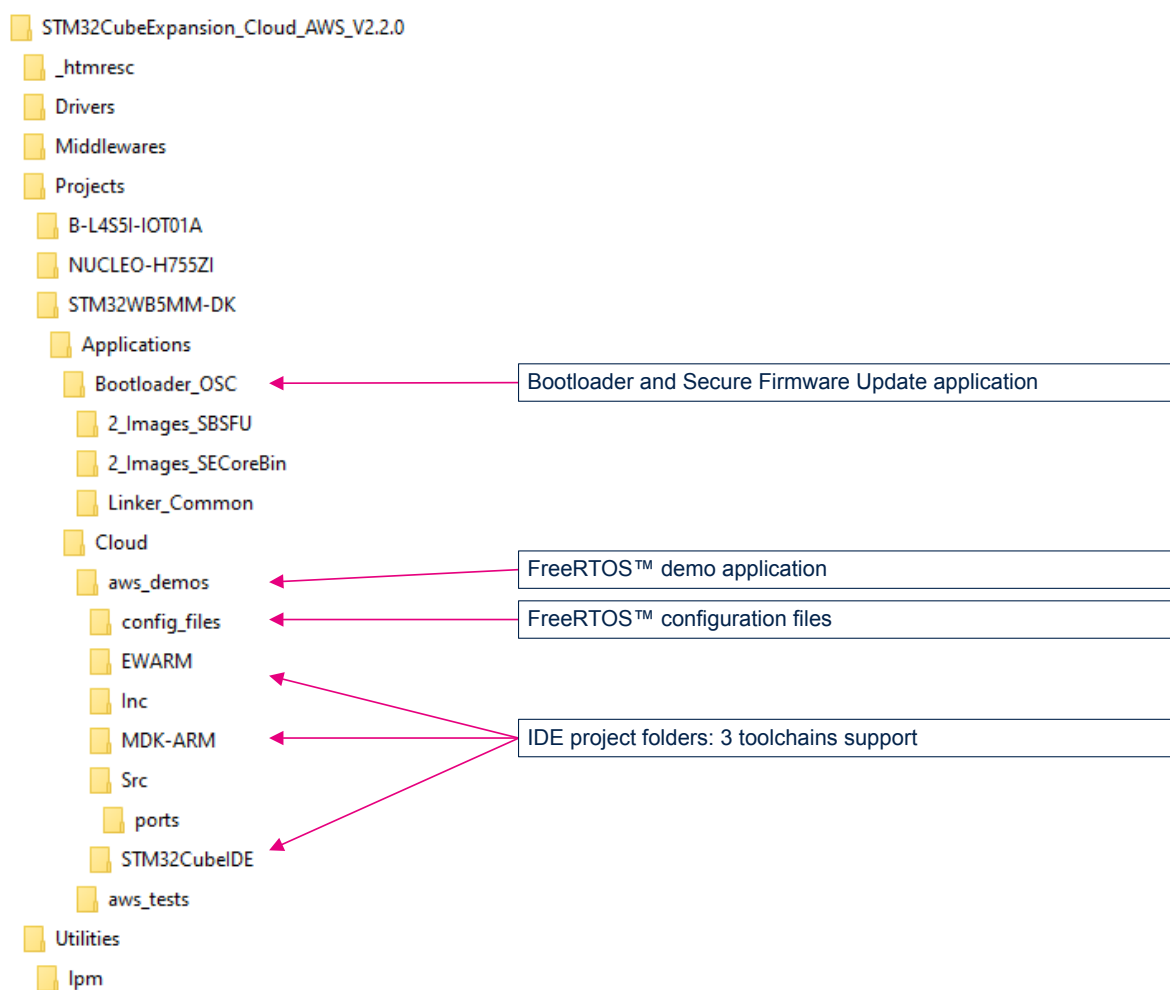 STM32CubeExpansion_Cloud_AWS_V2.2.0
_htmresc
Drivers
Middlewares
Projects
B-L4S5I-IOT01A
NUCLEO-H755ZI
STM32WB5MM-DK
Applications
Bootloader_OSC
Bootloader and Secure Firmware Update application
2_Images_SBSFU
2_Images_SECoreBin
Linker_Common
Cloud
aws_demos
FreeRTOS™ demo application
config_files
FreeRTOS™ configuration files
EWARM
Inc
MDK-ARM
IDE project folders: 3 toolchains support
Src
ports
STM32CubeIDE
aws_tests
Utilities
lpm